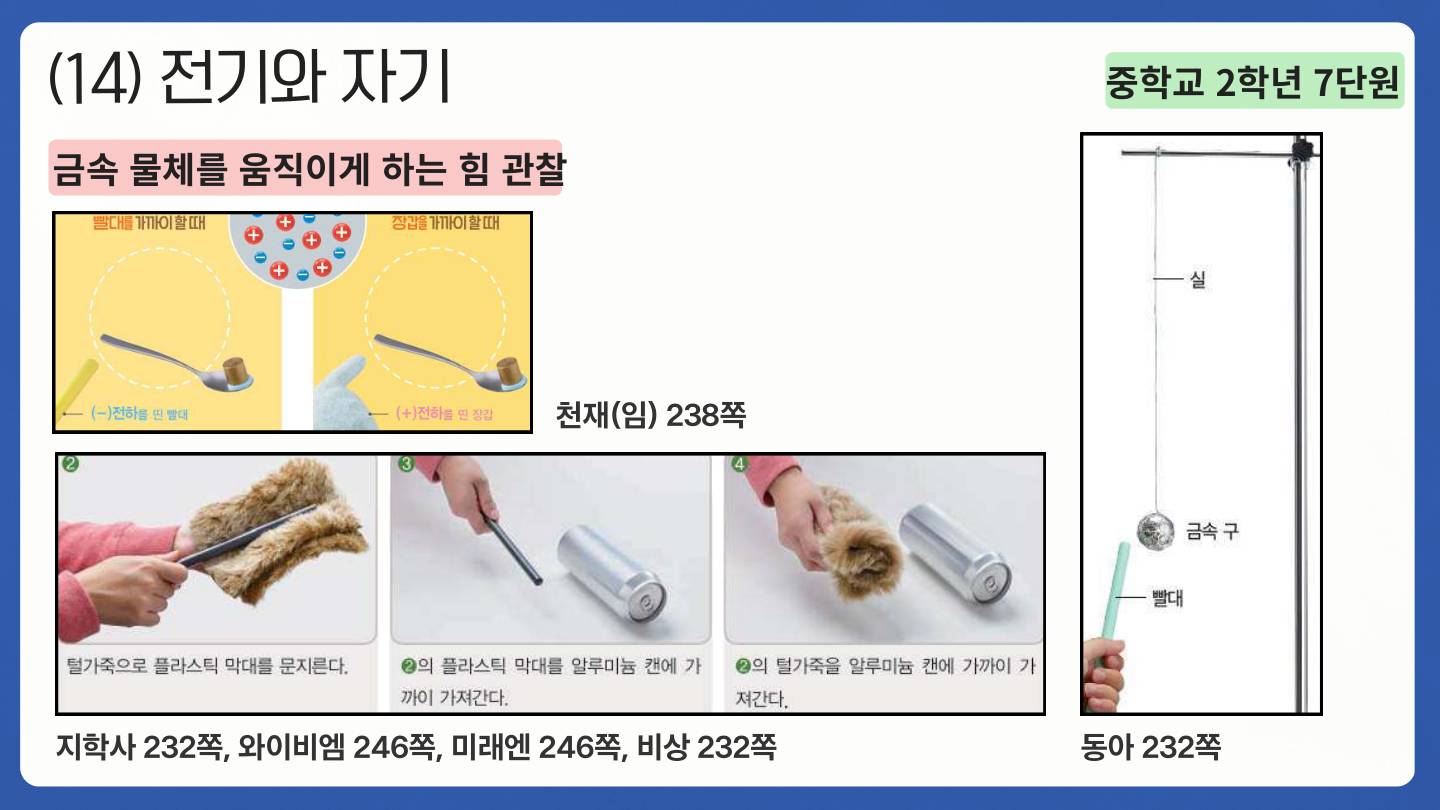 (14) 전기와 자기
중학교 2학년 7단원
금속 물체를 움직이게 하는 힘 관찰
빨대를 가까이 할 때
장갑을 가까이 할 때
(−)전하를 띤 빨대
(+)전하를 띤 장갑
천재(임) 238쪽
2
털가죽으로 플라스틱 막대를 문지른다.
3
❷의 플라스틱 막대를 알루미늄 캔에 가
까이 가져간다.
4
❷의 털가죽을 알루미늄 캔에 가까이 가
져간다.
지학사 232쪽, 와이비엠 246쪽, 미래엔 246쪽, 비상 232쪽
실
금속 구
빨대
동아 232쪽